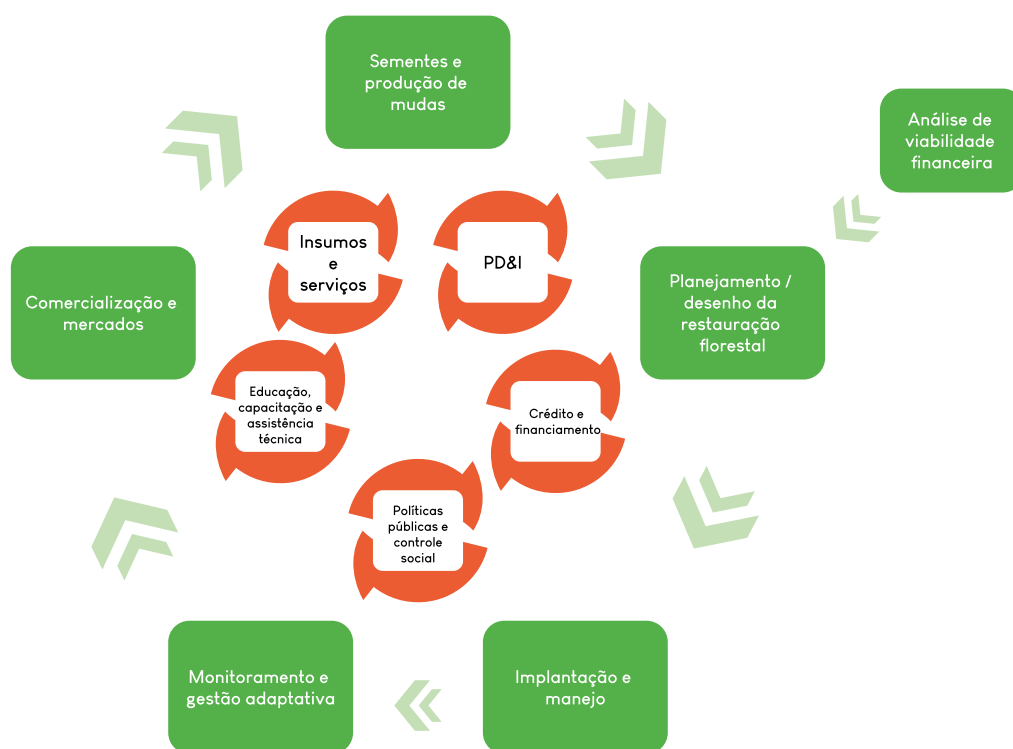 Sementes e
produção de
mudas
Análise de
viabilidade
financeira
Insumos
e
serviços
PD&I
Comercialização e
mercados
Planejamento /
desenho da
restauração
florestal
Educação,
capacitação e
assistência
técnica
Crédito e
financiamento
Políticas
públicas e
controle
social
Monitoramento e
gestão adaptativa
Implantação e
manejo